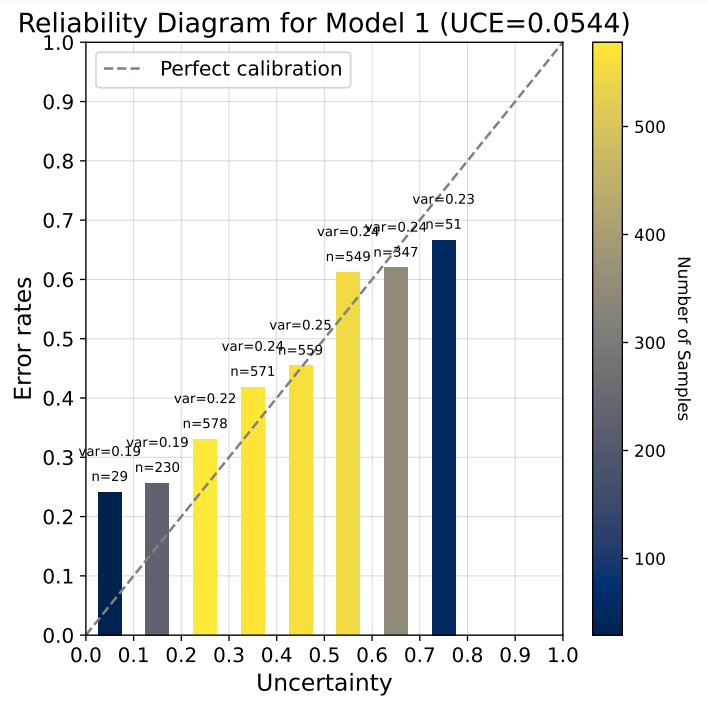 Reliability Diagram for Model 1 (UCE=0.0544)
Perfect calibration
var=0.19
n=29
var=0.19
n=230
var=0.22
n=578
var=0.24
n=571
var=0.25
n=559
var=0.24
n=549
var=0.24
n=347
var=0.23
n=51
Error rates
1.0
0.9
0.8
0.7
0.6
0.5
0.4
0.3
0.2
0.1
0.0
0.0 0.1 0.2 0.3 0.4 0.5 0.6 0.7 0.8 0.9 1.0
Uncertainty
500
400
300
200
100
Number of Samples